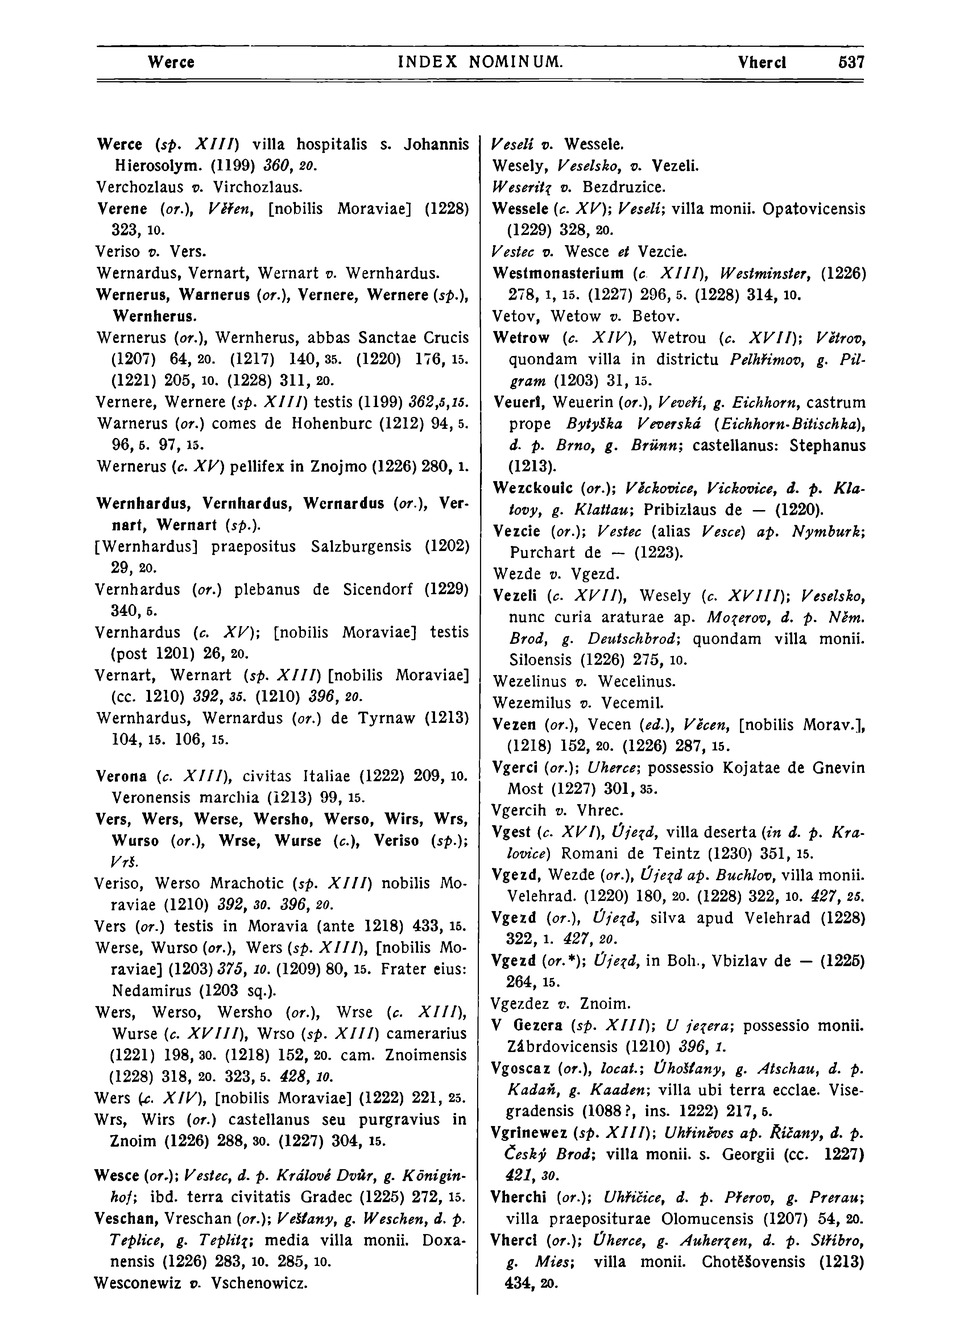 Werce INDEX NOMINUM. Vherci 537
Werce (sp. XIII) villa hospitalis s. Johannis
Hierosolym. (1199) 360, 20.
Verchozlaus v. Virchozlaus.
Verene (or.), Věřen, [nobilis Moraviae] (1228)
323, 10.
Veriso v. Vers.
Wernardus, Vernart, Wernart v. Wernhardus.
Wernerus, Warnerus (or.), Vernere, Wernere (sp.),
Wernherus.
Wernerus (or.), Wernherus, abbas Sanctae Crucis
(1207) 64, 20. (1217) 140, 35. (1220) 176, 15.
(1221) 205, 10. (1228) 311, 20.
Vernere, Wernere (sp. XIII) testis (1199) 362,5,15.
Warnerus (or.) comes de Hohenburc (1212) 94, 5.
96, 5. 97, 15.
Wernerus (c. XV) pellifex in Znojmo (1226) 280, 1.
Wernhardus, Vernhardus, Wernardus (or.), Ver-
nart, Wernart (sp.).
[Wernhardus] praepositus Salzburgensis (1202)
29, 20.
Vernhardus (or.) plebanus de Sicendorf (1229)
340, 5.
Vernhardus (c. XV); [nobilis Moraviae] testis
(post 1201) 26, 20.
Vernart, Wernart (sp. XIII) [nobilis Moraviae]
(cc. 1210) 392, 35. (1210) 396, 20.
Wernhardus, Wernardus (or.) de Tyrnaw (1213)
104, 15. 106, 15.
Verona (c. XIII), civitas Italiae (1222) 209, 10.
Veronensis marchia (1213) 99, 15.
Vers, Wers, Werse, Wersho, Werso, Wirs, Wrs,
Wurso (or.), Wrse, Wurse (c.), Veriso (sp.);
Vrš.
Veriso, Werso Mrachotic (sp. XIII) nobilis Mo-
raviae (1210) 392, 30. 396, 20.
Vers (or.) testis in Moravia (ante 1218) 433, 15.
Werse, Wurso (or.), Wers (sp. XIII), [nobilis Mo-
raviae] (1203) 375, 10. (1209) 80, 15. Frater eius:
Nedamirus (1203 sq.).
Wers, Werso, Wersho (or.), Wrse (c. XIII),
Wurse (c. XVIII), Wrso (sp. XIII) camerarius
(1221) 198, 30. (1218) 152, 20. cam. Znoimensis
(1228) 318, 20. 323, 5. 428, 10.
Wers (c. XIV), [nobilis Moraviae] (1222) 221, 25.
Wrs, Wirs (or.) castellanus seu purgravius in
Znoim (1226) 288, 30. (1227) 304, 15.
Wesce (or.); Vestec, d. p. Králové Dvůr, g. Königin-
hof; ibd. terra civitatis Gradec (1225) 272, 15.
Veschan, Vreschan (or.); Vešťany, g. Weschen, d. p.
Teplice, g. Teplitz; media villa monii. Doxa-
nensis (1226) 283, 10. 285, 10.
Wesconewiz v. Vschenowicz.
Veselí v. Wessele.
Wesely, Veselsko, v. Vezeli.
Weseritz v. Bezdruzice.
Wessele (c. XV); Veselí; villa monii. Opatovicensis
(1229) 328, 20.
Vestec v. Wesce et Vezcie.
Westmonasterium (c XIII), Westminster, (1226)
278, 1, 15. (1227) 296, 5. (1228) 314, 10.
Vetov, Wetow v. Betov.
Wetrow (c. XIV), Wetrou (c. XVII); Větrov,
quondam villa in districtu Pelhřimov, g. Pil-
gram (1203) 31, 15.
Veueri, Weuerin (or.), Veveří, g. Eichhorn, castrum
prope Bytyška Veverská (Eichhorn-Bitischka),
d. p. Brno, g. Brünn; castellanus: Stephanus
(1213).
Wezckouic (or.); Věckovice, Vickovice, d. p. Kla-
tovy, g. Klattau; Pribizlaus de — (1220).
Vezcie (or.); Vestec (alias Vesce) ap. Nymburk;
Purchart de — (1223).
Wezde v. Vgezd.
Vezeli (c. XVII), Wesely (c. XVIII); Veselsko,
nunc curia araturae ap. Mozerov, d. p. Něm.
Brod, g. Deutschbrod; quondam villa monii.
Siloensis (1226) 275, 10.
Wezelinus v. Wecelinus.
Wezemilus v. Vecemil.
Vezen (or.), Vecen (ed.), Věcen, [nobilis Morav.],
(1218) 152, 20. (1226) 287, 15.
Vgerci (or.); Uherce; possessio Kojatae de Gnevin
Most (1227) 301, 35.
Vgercih v. Vhrec.
Vgest (c. XVI), Újezd, villa deserta (in d. p. Kra-
lovice) Romani de Teintz (1230) 351, 15.
Vgezd, Wezde (or.), Újezd ap. Buchlov, villa monii.
Velehrad. (1220) 180, 20. (1228) 322, 10. 427, 25.
Vgezd (or.), Újezd, silva apud Velehrad (1228)
322, 1. 427, 20.
Vgezd (or.*); Újezd, in Boh., Vbizlav de — (1225)
264, 15.
Vgezdez v. Znoim.
V Gezera (sp. XIII); U jezera; possessio monii.
Zábrdovicensis (1210) 396, 1.
Vgoscaz (or.), locat.; Úhošťany, g. Atschau, d. p.
Kadaň, g. Kaaden; villa ubi terra ecclae. Vise-
gradensis (1088?, ins. 1222) 217, 5.
Vgrinewez (sp. XIII); Uhříněves ap. Říčany, d. p.
Český Brod; villa monii. s. Georgii (cc. 1227)
421, 30.
Vherchi (or.); Uhřičice, d. p. Přerov, g. Prerau;
villa praepositurae Olomucensis (1207) 54, 20.
Vherci (or.); Úherce, g. Auherzen, d. p. Stříbro,
g. Mies; villa monii. Chotěšovensis (1213)
434, 20.